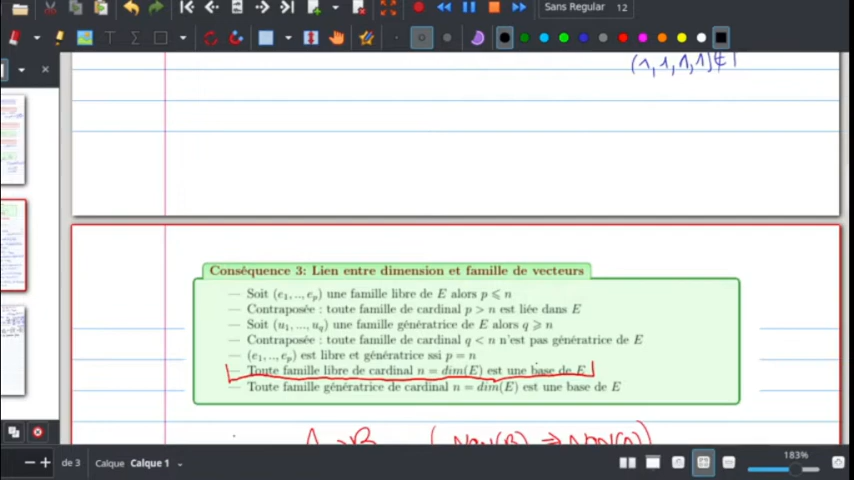 Sans Regular 12
(1,1,1,1)∉
Conséquence 3: Lien entre dimension et famille de vecteurs
— Soit (e₁,..,eₚ) une famille libre de E alors p ⩽ n
— Contraposée : toute famille de cardinal p > n est liée dans E
— Soit (u₁,...,u_q) une famille génératrice de E alors q ⩾ n
— Contraposée : toute famille de cardinal q < n n'est pas génératrice de E
— (e₁,..,eₚ) est libre et génératrice ssi p = n
— Toute famille libre de cardinal n = dim(E) est une base de E
— Toute famille génératrice de cardinal n = dim(E) est une base de E
A → B (Non(B) → Non(A))
de 3 Calque Calque 1 183%